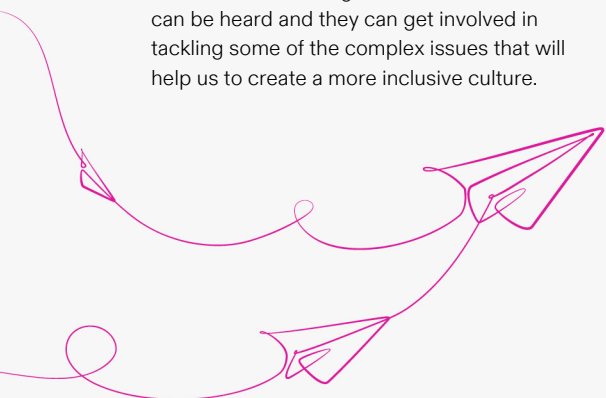 can be heard and they can get involved in
tackling some of the complex issues that will
help us to create a more inclusive culture.